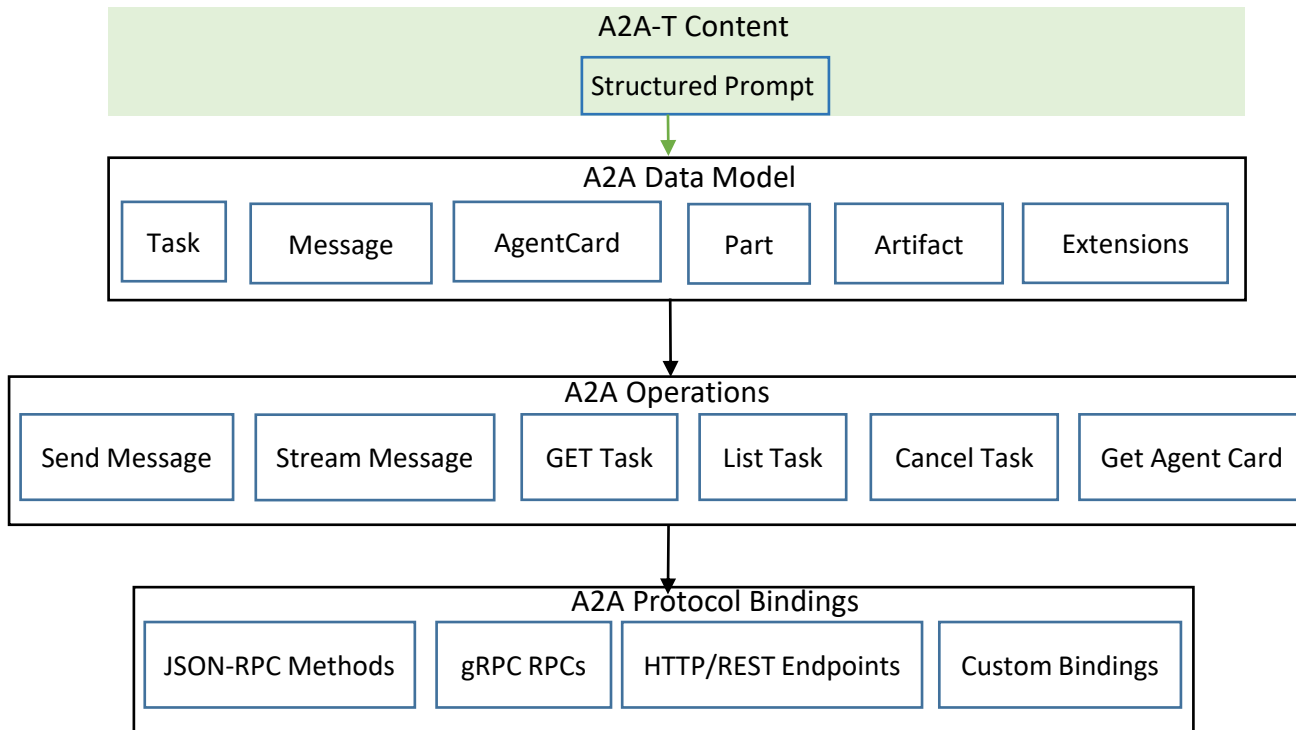 A2A-T Content
Structured Prompt
A2A Data Model
Task
Message
AgentCard
Part
Artifact
Extensions
A2A Operations
Send Message
Stream Message
GET Task
List Task
Cancel Task
Get Agent Card
A2A Protocol Bindings
JSON-RPC Methods
gRPC RPCs
HTTP/REST Endpoints
Custom Bindings